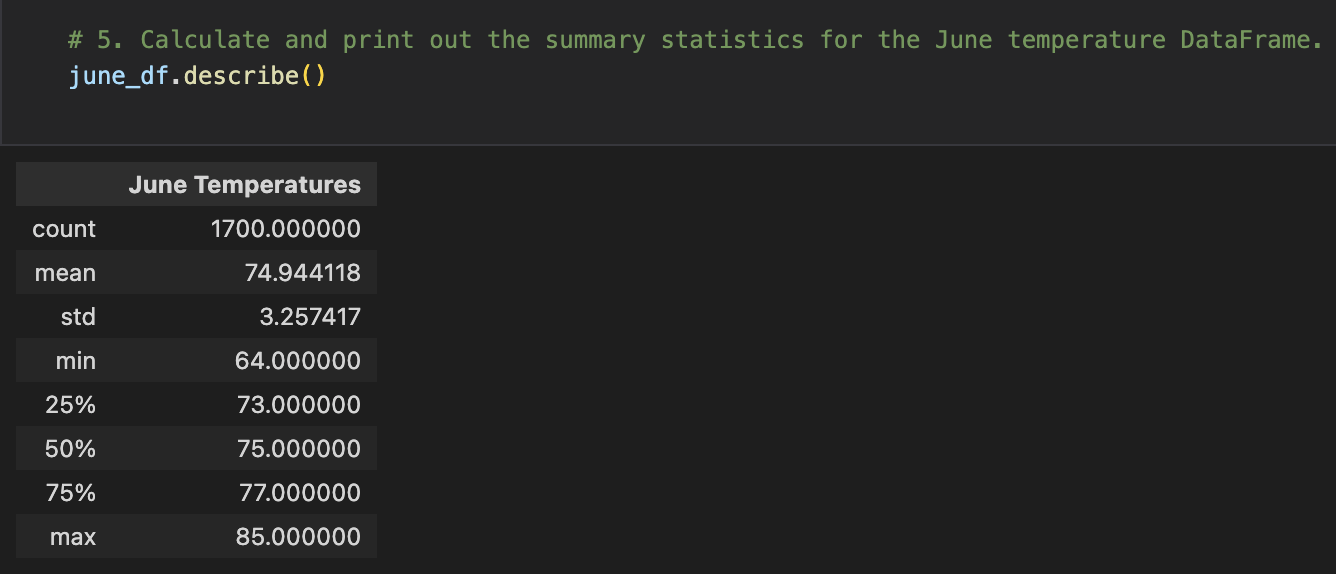 # 5. Calculate and print out the summary statistics for the June temperature DataFrame.
june_df.describe()
June Temperatures
count 1700.000000
mean 74.944118
std 3.257417
min 64.000000
25% 73.000000
50% 75.000000
75% 77.000000
max 85.000000